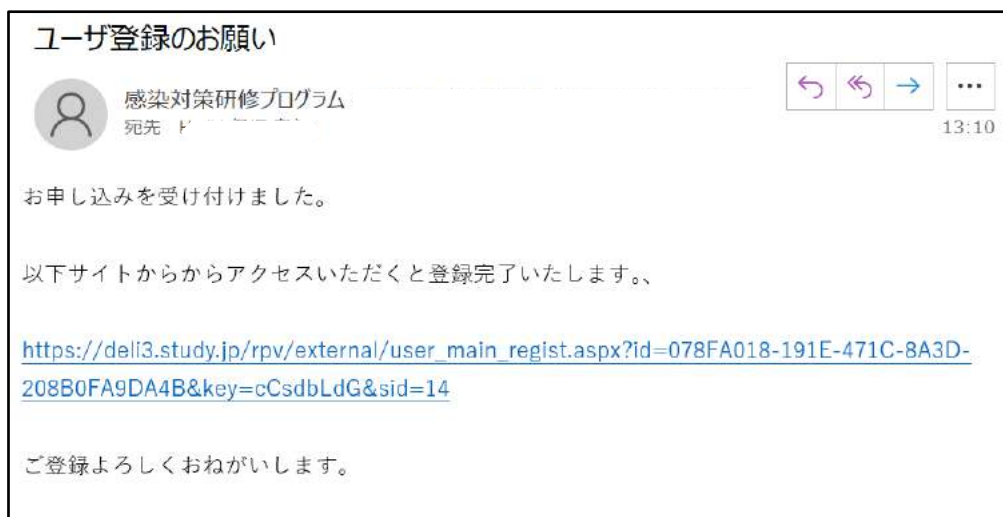 ユーザ登録のお願い
感染対策研修プログラム
宛先
13:10
お申し込みを受け付けました。
以下サイトからからアクセスいただくと登録完了いたします。、
https://deli3.study.jp/rpv/external/user_main_regist.aspx?id=078FA018-191E-471C-8A3D-
208B0FA9DA4B&key=cCsdbLdG&sid=14
ご登録よろしくおねがいします。